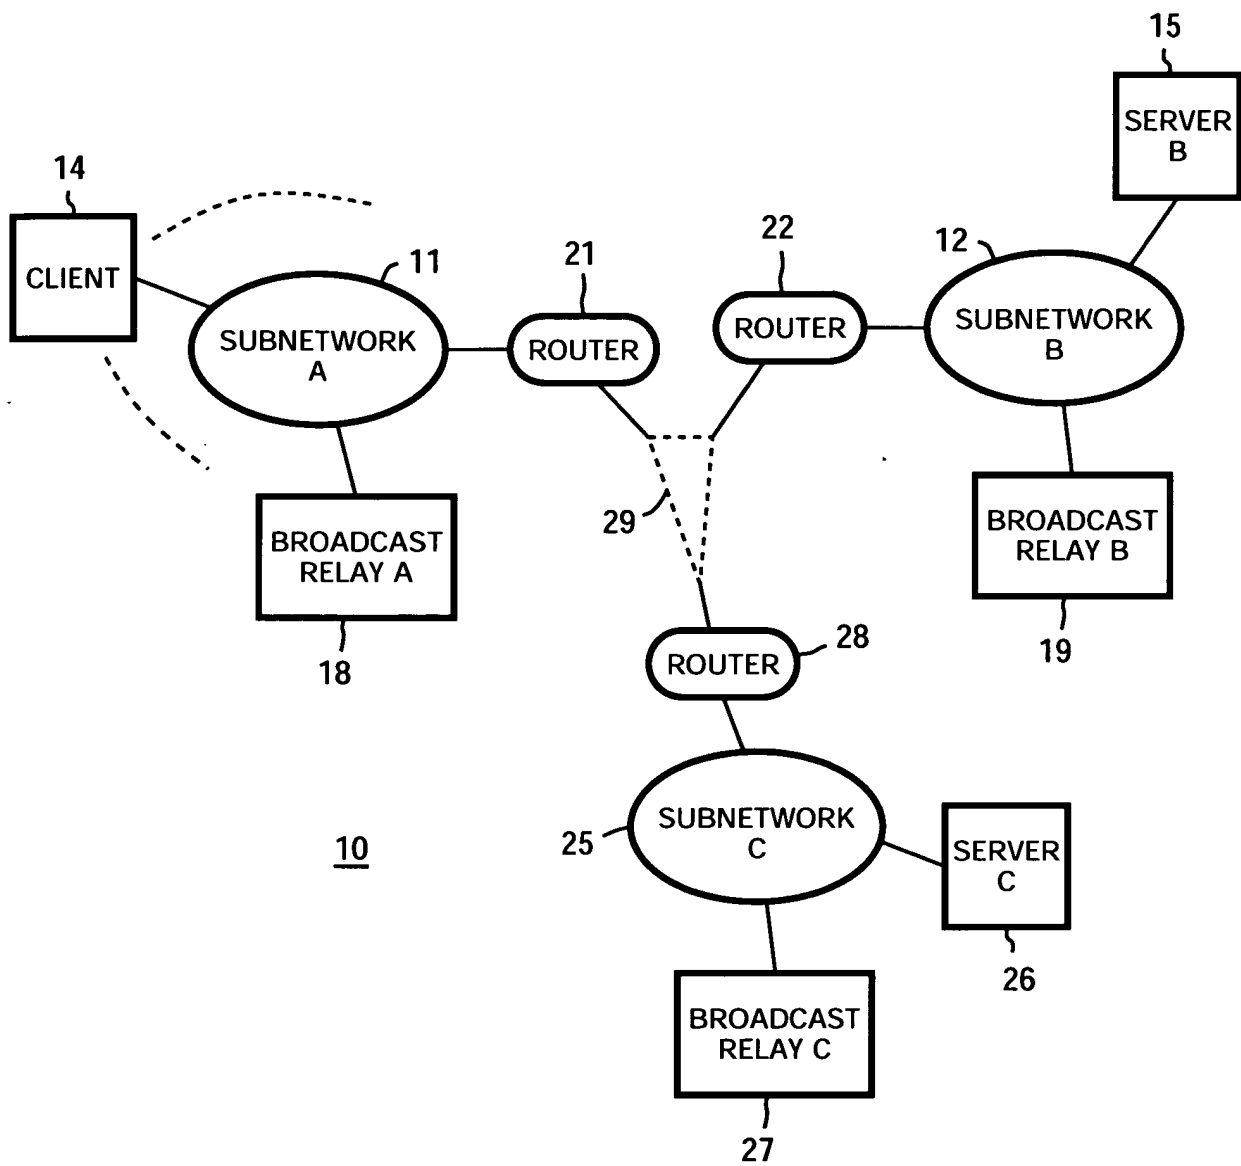 15
SERVER
B
14
CLIENT
11
SUBNETWORK
A
21
ROUTER
22
ROUTER
12
SUBNETWORK
B
BROADCAST
RELAY A
18
29
BROADCAST
RELAY B
19
ROUTER
28
SUBNETWORK
C
25
SERVER
C
26
10
BROADCAST
RELAY C
27